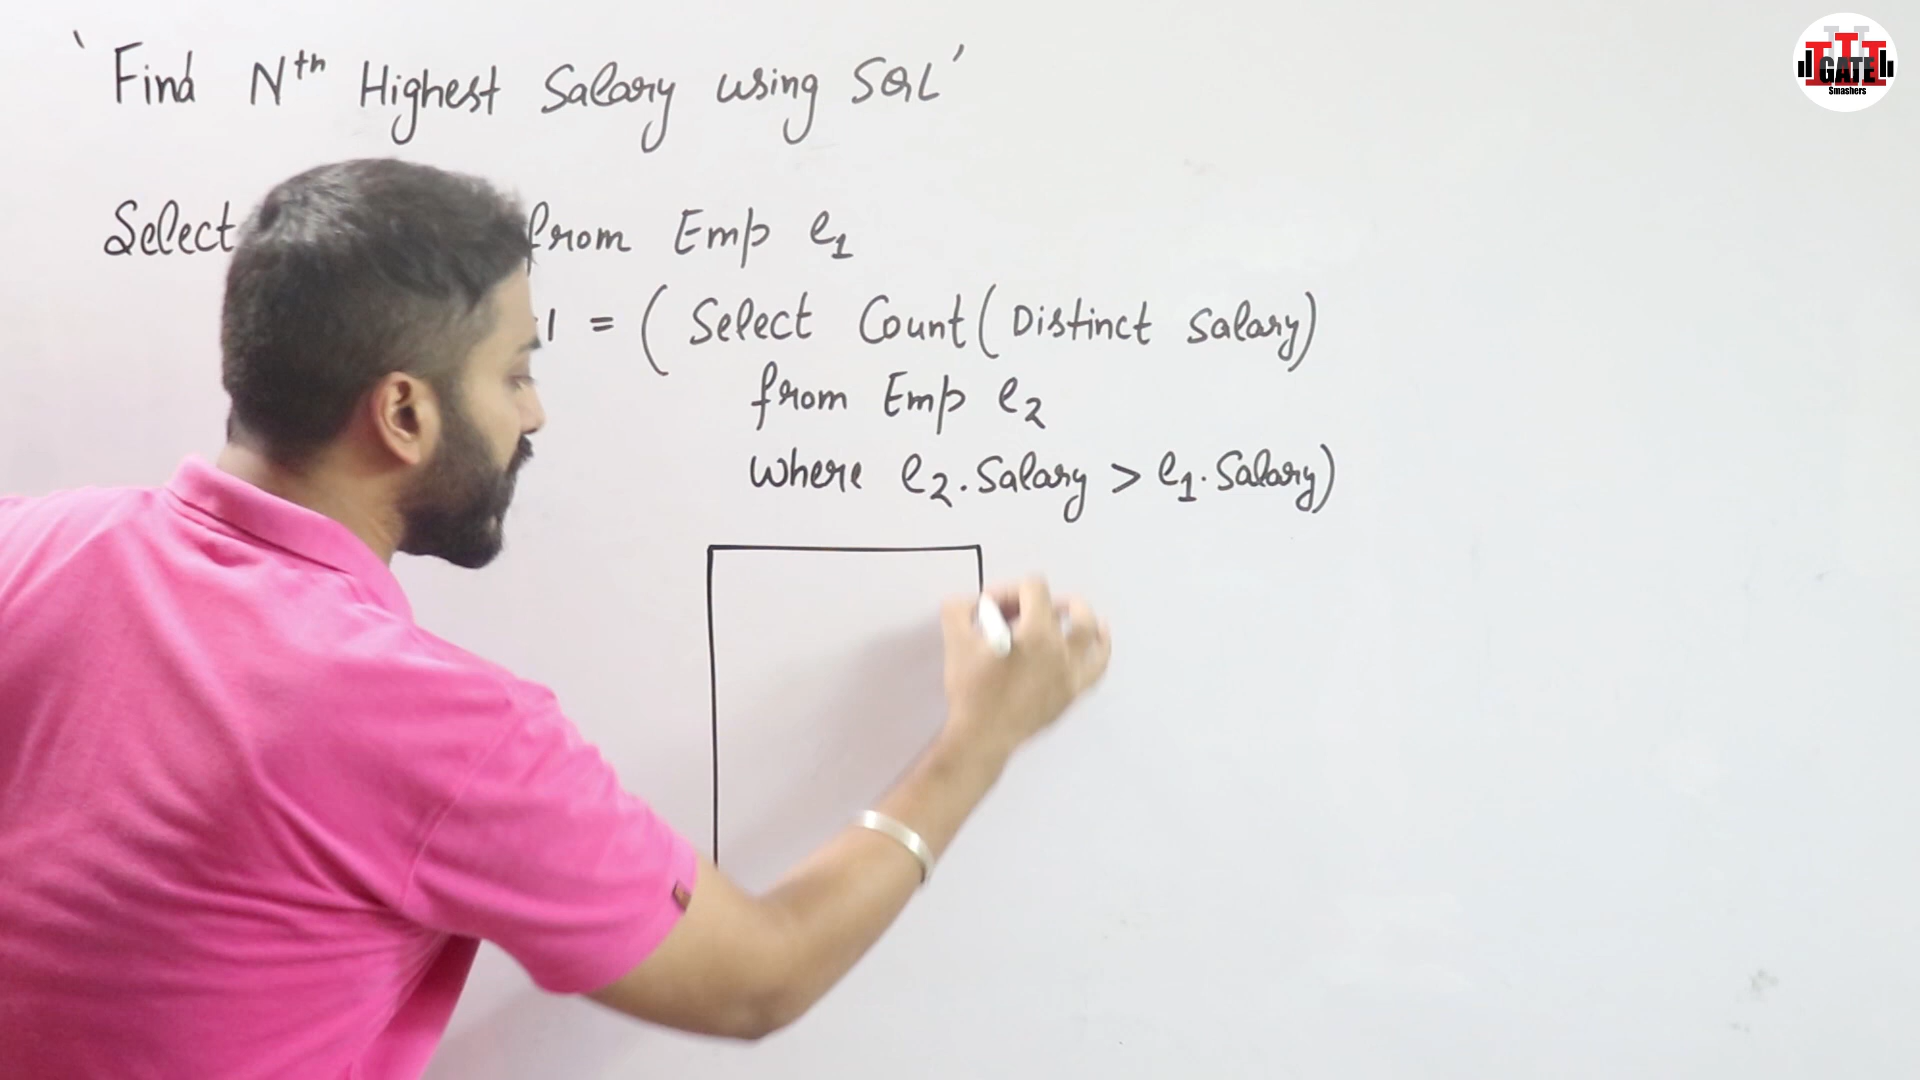 'Find Nth Highest Salary using SQL'
Select from Emp e1
1 = ( Select Count( Distinct Salary)
from Emp e2
where e2.Salary > e1.Salary)
GATE
Smashers